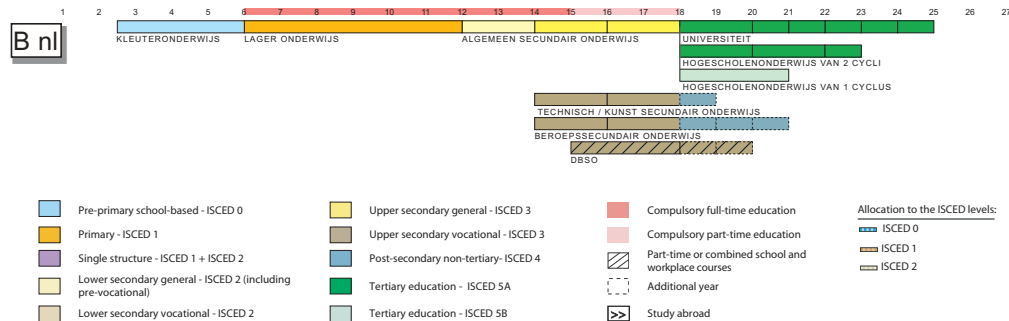 1 2 3 4 5 6 7 8 9 10 11 12 13 14 15 16 17 18 19 20 21 22 23 24 25 26 27
B nl
KLEUTERONDERWIJS LAGER ONDERWIJS ALGEMEEN SECUNDAIR ONDERWIJS UNIVERSITEIT
HOGESCHOLENONDERWIJS VAN 2 CYCLI
HOGESCHOLENONDERWIJS VAN 1 CYCLUS
TECHNISCH / KUNST SECUNDAIR ONDERWIJS
BEROEPSSECUNDAIR ONDERWIJS
DBSO
Pre-primary school-based - ISCED 0
Primary - ISCED 1
Single structure - ISCED 1 + ISCED 2
Lower secondary general - ISCED 2 (including
pre-vocational)
Lower secondary vocational - ISCED 2
Upper secondary general - ISCED 3
Upper secondary vocational - ISCED 3
Post-secondary non-tertiary- ISCED 4
Tertiary education - ISCED 5A
Tertiary education - ISCED 5B
Compulsory full-time education
Compulsory part-time education
Part-time or combined school and
workplace courses
Additional year
>> Study abroad
Allocation to the ISCED levels:
ISCED 0
ISCED 1
ISCED 2